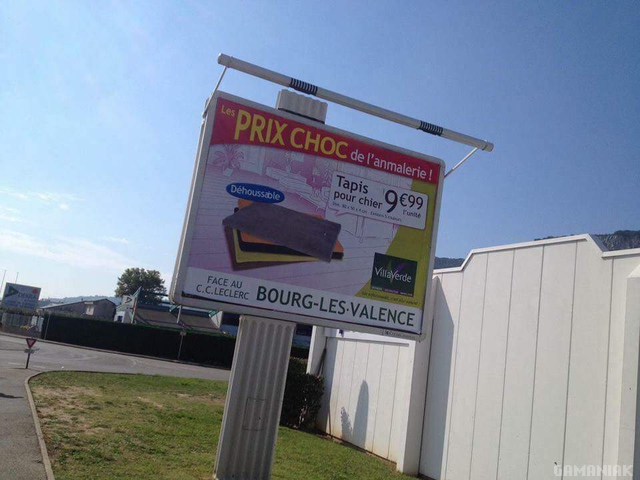 Les PRIX CHOC de l'anmalerie !
Déhoussable
Tapis
pour chier
9€99
l'unité
VillaVerde
FACE AU
C.C.LECLERC
BOURG-LES-VALENCE
GAMANIAK